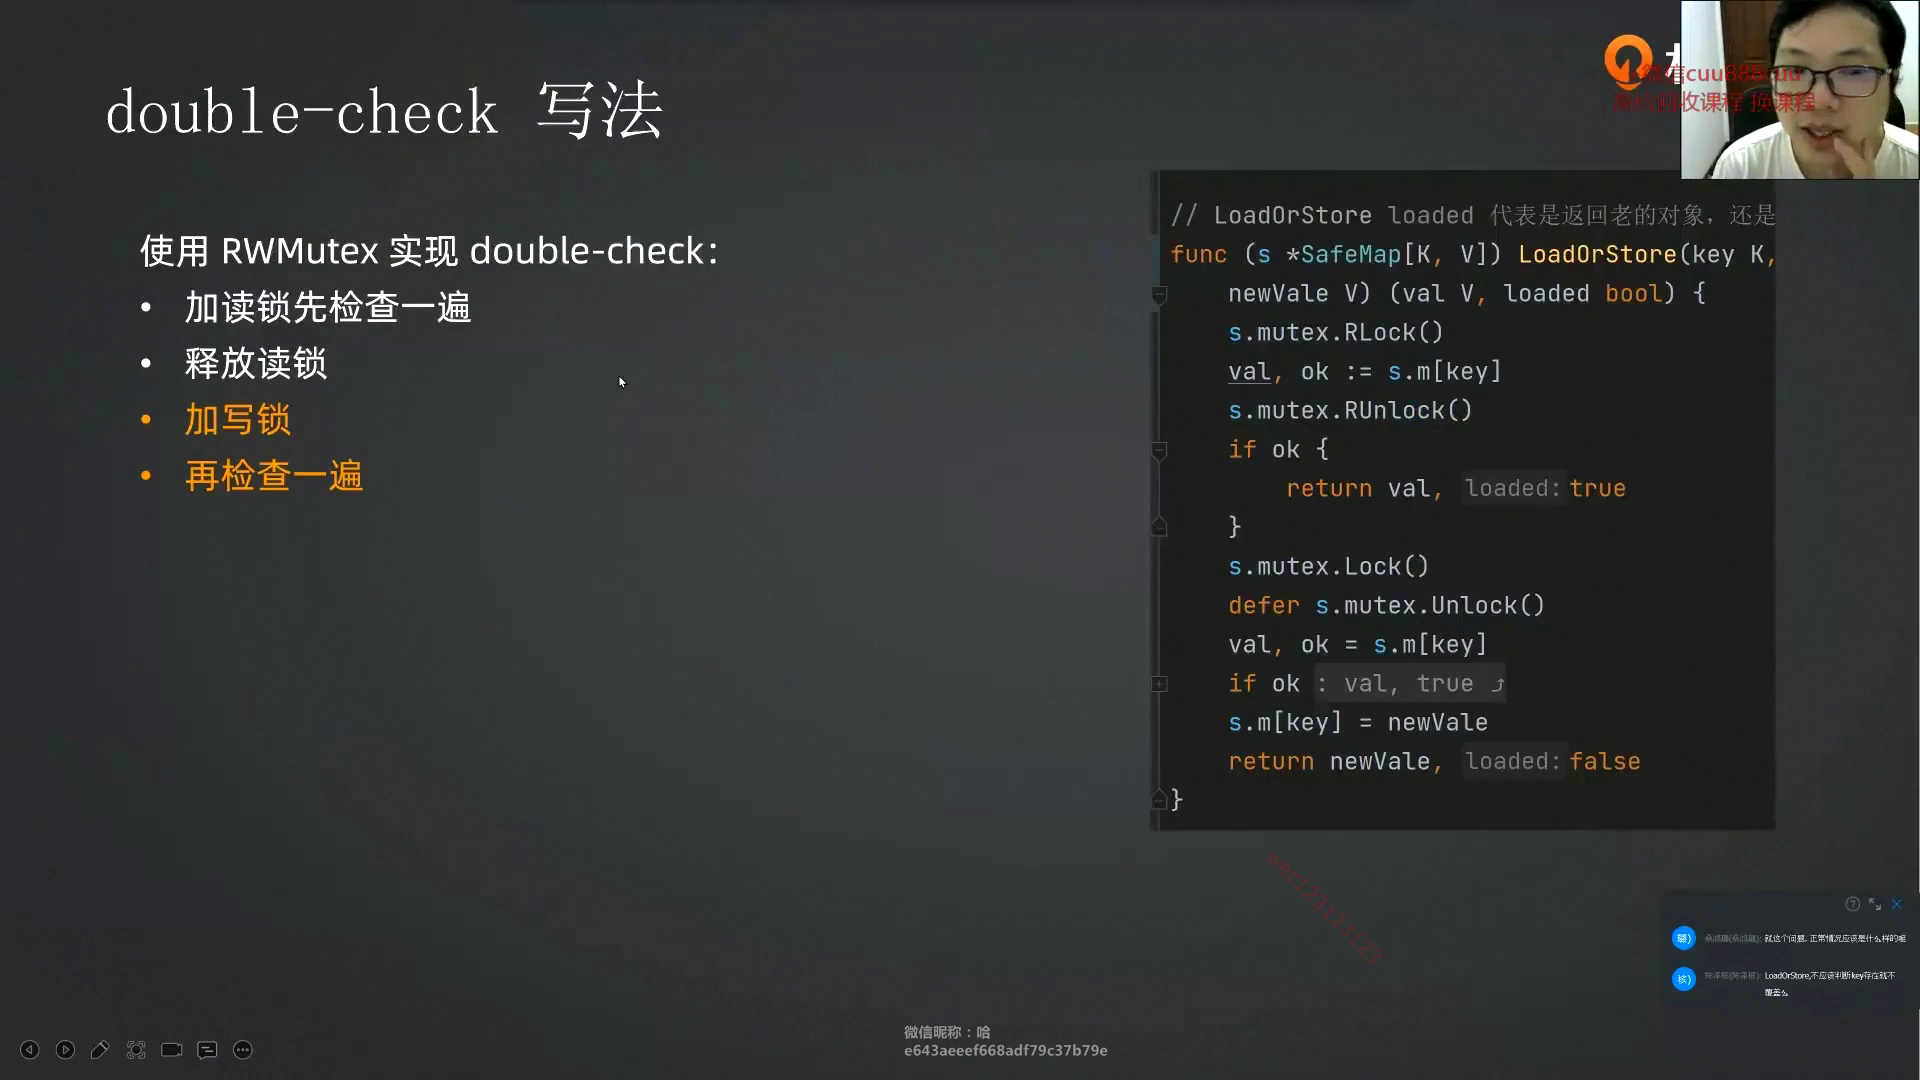 double-check 写法
微信cuu888cuu
高价回收课程 换课程
使用 RWMutex 实现 double-check：
• 加读锁先检查一遍
• 释放读锁
• 加写锁
• 再检查一遍
// LoadOrStore loaded 代表是返回老的对象，还是
func (s *SafeMap[K, V]) LoadOrStore(key K,
newVale V) (val V, loaded bool) {
s.mutex.RLock()
val, ok := s.m[key]
s.mutex.RUnlock()
if ok {
return val, loaded: true
}
s.mutex.Lock()
defer s.mutex.Unlock()
val, ok = s.m[key]
if ok : val, true
s.m[key] = newVale
return newVale, loaded: false
}
wec123123123
就这个问题, 正常情况应该是什么样的呢
LoadOrStore,不应该判断key存在就不
覆盖么
微信昵称：哈
e643aeeef668adf79c37b79e